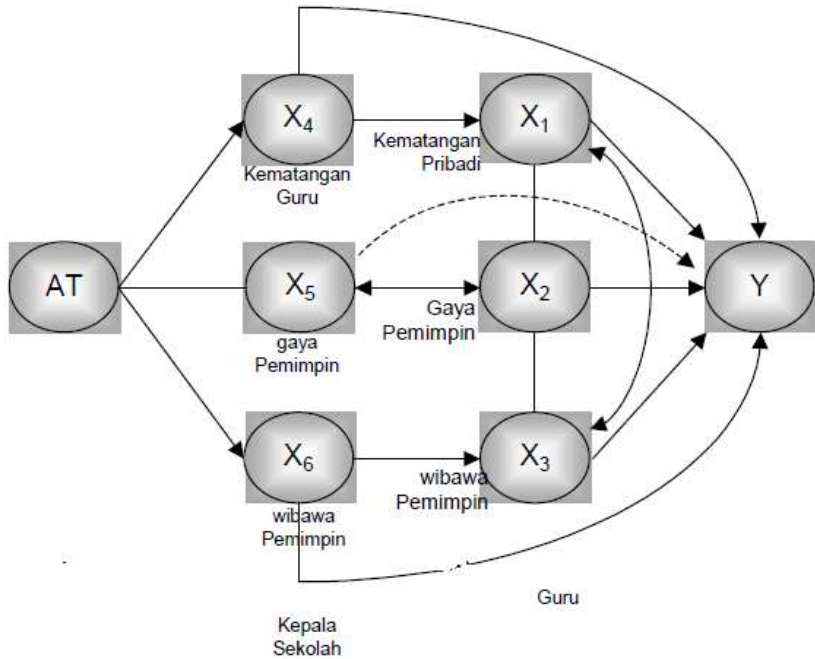 X4
X1
Kematangan
Guru
Kematangan
Pribadi
AT
X5
X2
Y
gaya
Pemimpin
Gaya
Pemimpin
X6
X3
wibawa
Pemimpin
wibawa
Pemimpin
Guru
Kepala
Sekolah